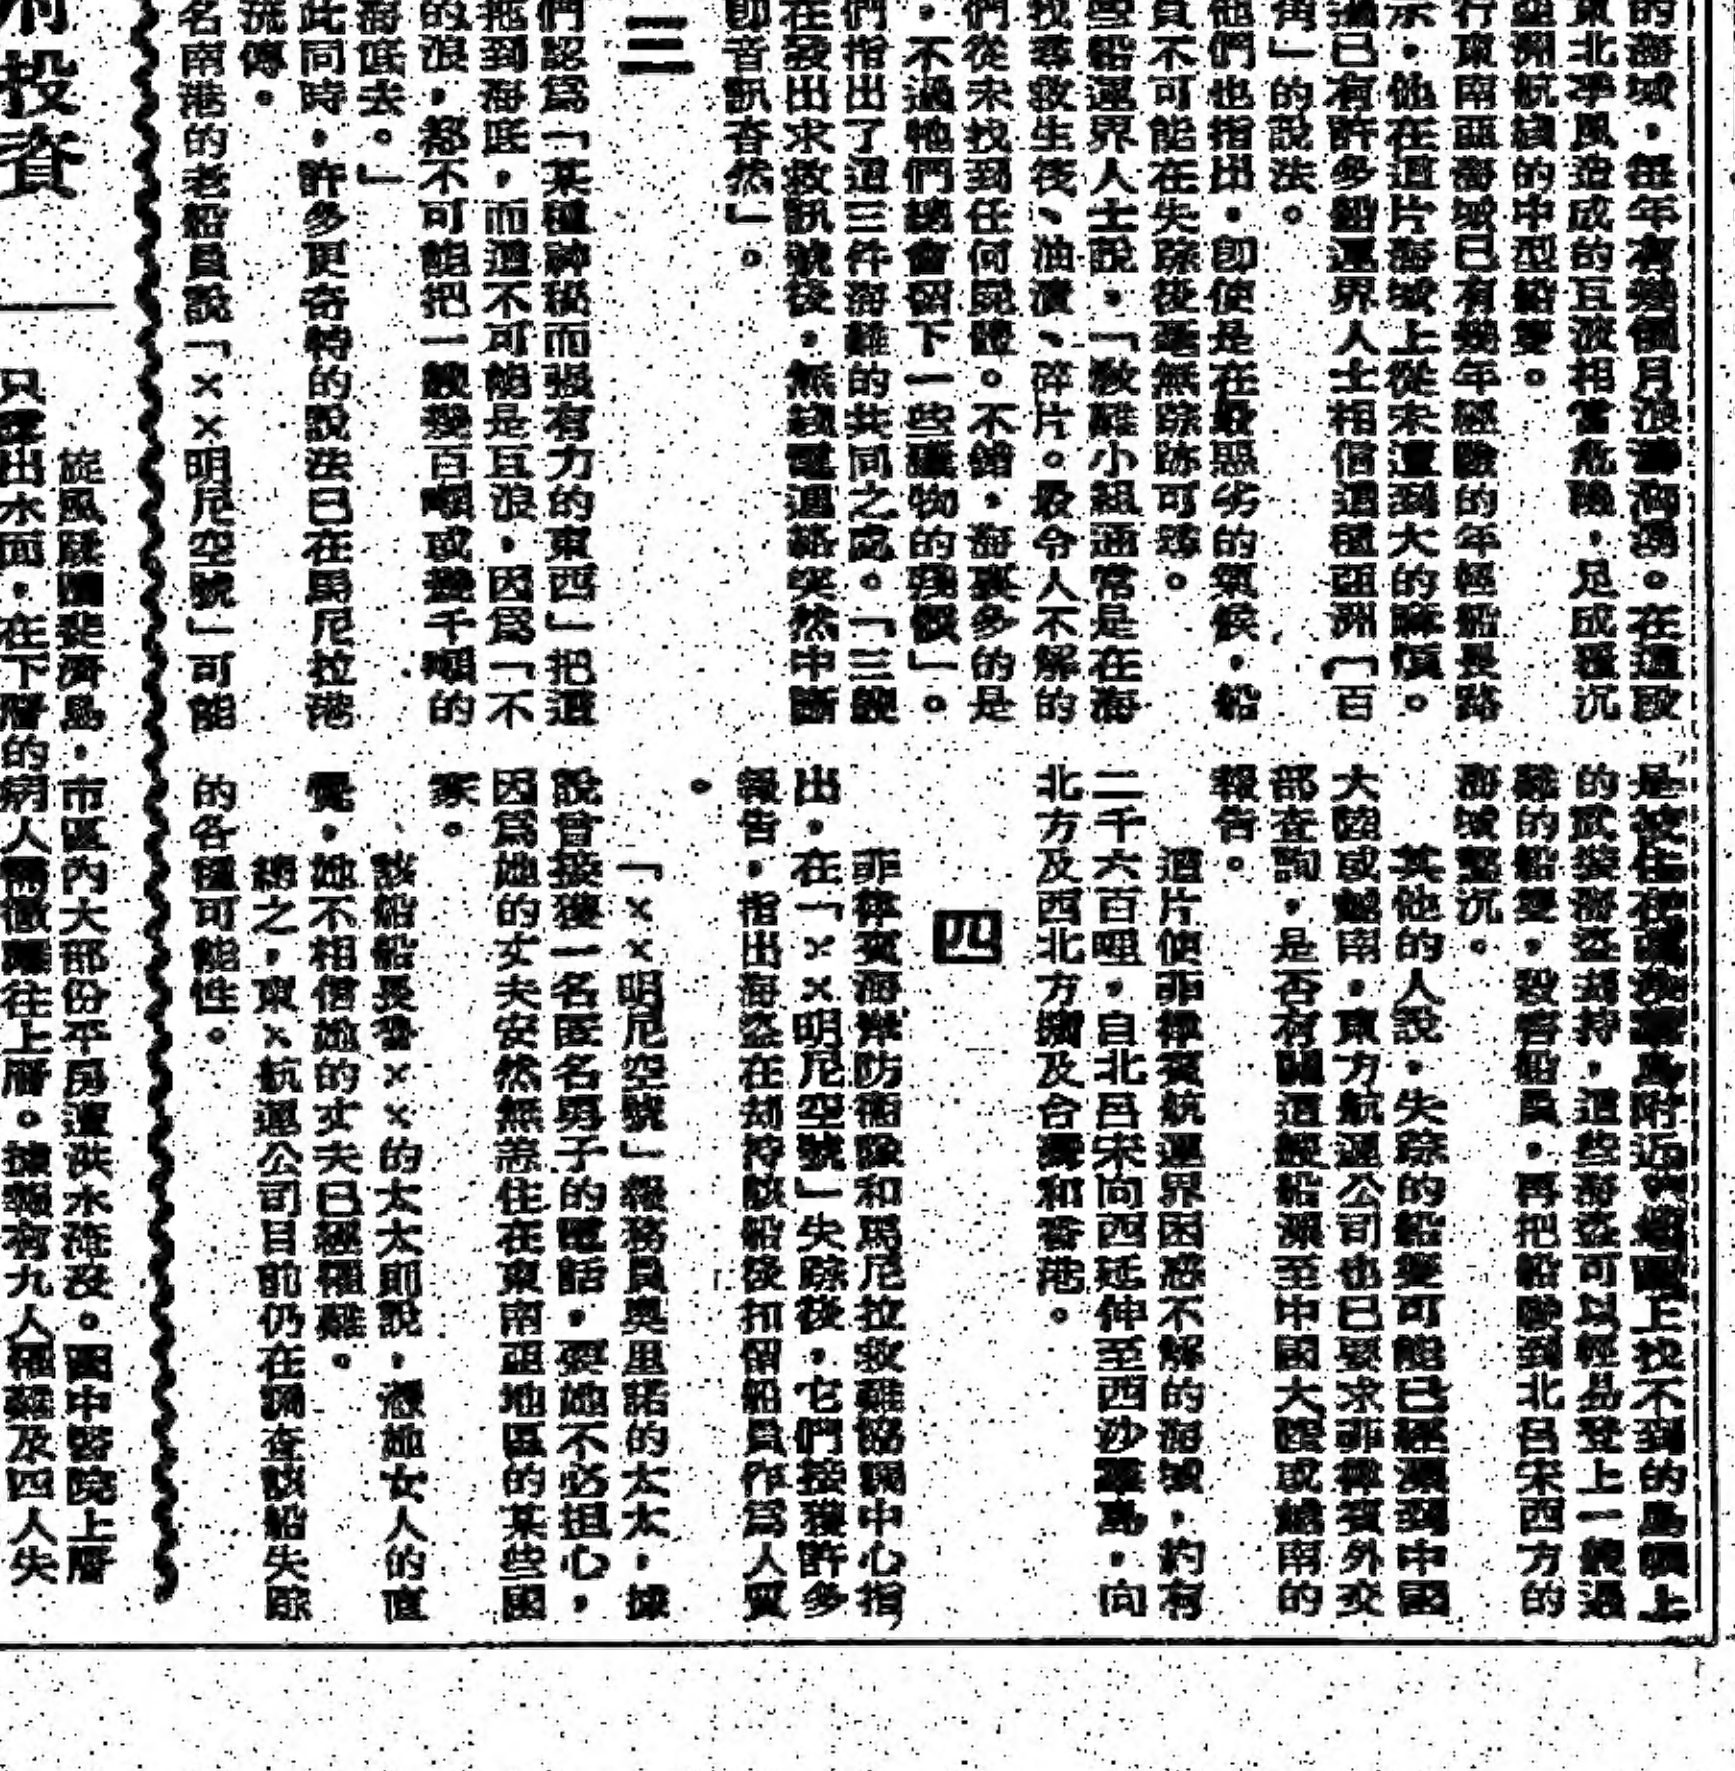 的海域，每年有幾個月浪濤洶湧。在這段
東北季風造成的巨波相當危險，足成覆沉
亞洲航線的中型船隻。
行東南亞海域已有幾年經驗的年輕船長路
示，他在這片海域上從未遭到大的麻煩。
過已有許多船運界人士相信這種亞洲「百
角」的說法。
他們也指出，即使是在最惡劣的氣候，船
員不可能在失踪後毫無踪跡可尋。
些船運界人士說，「救難小組通常是在海
找尋救生筏、油漬、碎片。最令人不解的
們從未找到任何屍體。不錯，海裏多的是
，不過牠們總會留下一些獵物的殘骸」。
們指出了這三件海難的共同之處。「三艘
在發出求救訊號後，無線電連絡突然中斷
即音訊杳然」。
三
們認爲「某種神秘而强有力的東西」把這
拖到海底，而這不可能是巨浪，因爲「不
的浪，都不可能把一艘幾百噸或幾千噸的
海底去。」
此同時，許多更奇特的說法已在馬尼拉港
流傳。
名南港的老船員說「××明尼空號」可能
上找不到的島嶼上
的武裝海盜刼持，這些海盜可以輕易登上一艘過
的船隻，殺害船員，再把船駛到北呂宋西方的
海域鑿沉。
其他的人說，失踪的船隻可能已經漂到中國
大陸或越南，東方航運公司也已要求菲律賓外交
部查詢，是否有關這艘船漂至中國大陸或越南的
報告。
這片使菲律賓航運界困惑不解的海域，約有
二千六百哩，自北呂宋向西延伸至西沙羣島，向
北方及西北方擴及台灣和香港。
四
菲律賓海岸防衞隊和馬尼拉救難協調中心指
出，在「××明尼空號」失踪後，它們接獲許多
報告，指出海盜在刼持該船後扣留船員作爲人質
。
「××明尼空號」報務員奧里諾的太太，據
說曾接獲一名匿名男子的電話，要她不必担心，
因爲她的丈夫安然無恙住在東南亞地區的某些國
家。
該船船長魯××的太太則說，憑她女人的直
覺，她不相信她的丈夫已經罹難。
總之，東×航運公司目前仍在調查該船失踪
的各種可能性。
利投資
旋風蹂躪斐濟島，市區內大部份平房遭洪水淹沒。圖中醫院上層
只露出水面，在下層的病人需撤離往上層。據報有九人罹難及四人失